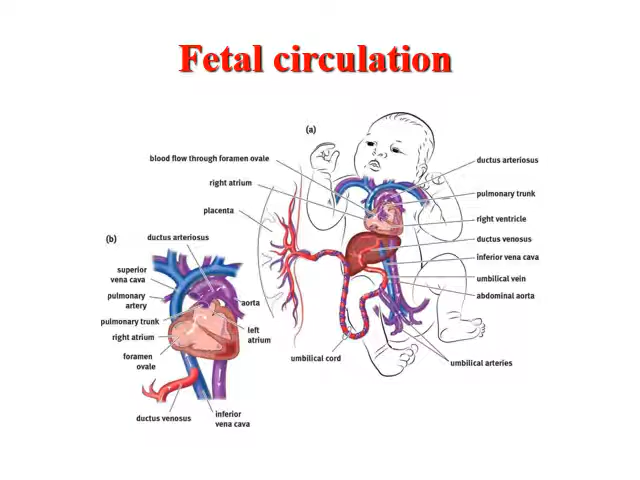 Fetal circulation
(a)
blood flow through foramen ovale
right atrium
placenta
ductus arteriosus
pulmonary trunk
right ventricle
ductus venosus
inferior vena cava
umbilical vein
abdominal aorta
umbilical cord
umbilical arteries
(b)
ductus arteriosus
superior
vena cava
pulmonary
artery
pulmonary trunk
right atrium
foramen
ovale
aorta
left
atrium
ductus venosus
inferior
vena cava